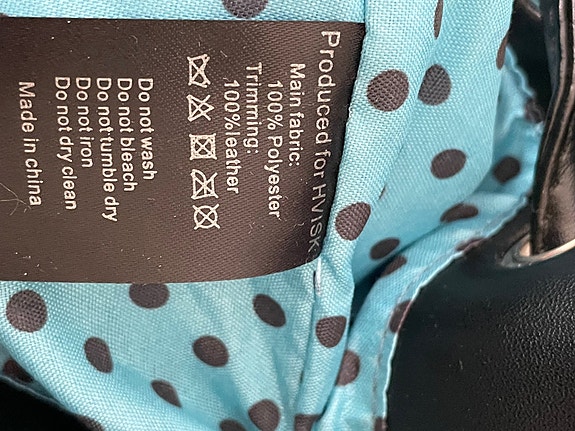 Produced for HVISK
Main fabric:
100% Polyester
Trimming:
100%leather
Do not wash
Do not bleach
Do not tumble dry
Do not iron
Do not dry clean
Made in china